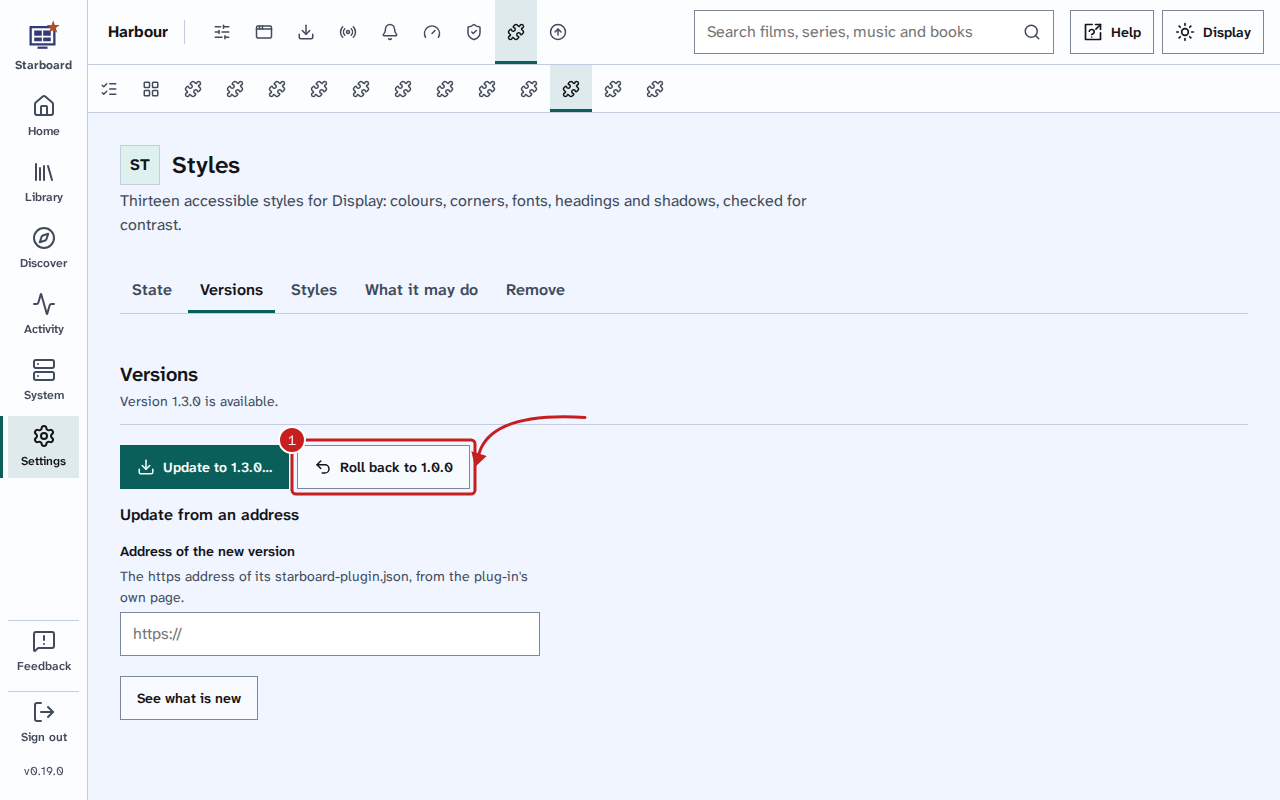 Starboard
Harbour
Search films, series, music and books
Help
Display
Home
Library
Discover
Activity
System
Settings
Feedback
Sign out
v0.19.0
ST
Styles
Thirteen accessible styles for Display: colours, corners, fonts, headings and shadows, checked for
contrast.
State
Versions
Styles
What it may do
Remove
Versions
Version 1.3.0 is available.
1
Update to 1.3.0...
Roll back to 1.0.0
Update from an address
Address of the new version
The https address of its starboard-plugin.json, from the plug-in's
own page.
https://
See what is new